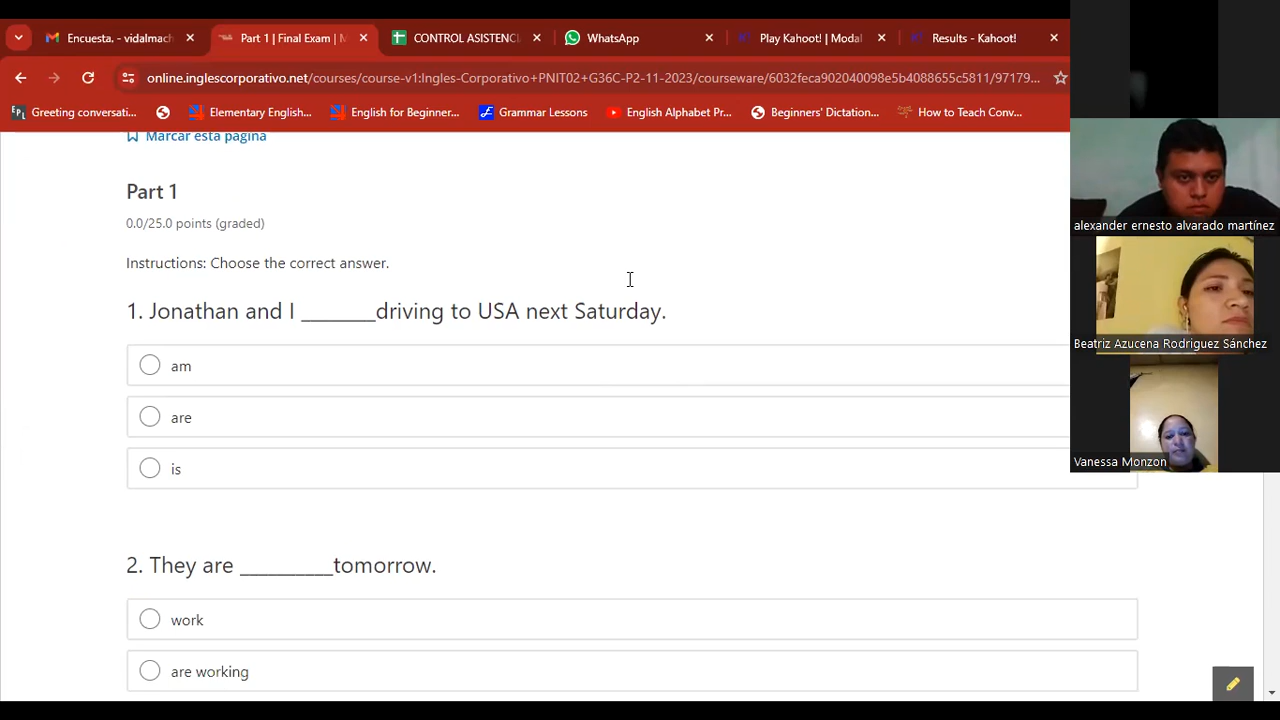 Encuesta. - vidalmach
Part 1 | Final Exam | M
CONTROL ASISTENCI
WhatsApp
Play Kahoot! | Modal
Results - Kahoot!
online.inglescorporativo.net/courses/course-v1:Ingles-Corporativo+PNIT02+G36C-P2-11-2023/courseware/6032feca902040098e5b4088655c5811/97179...
Greeting conversati...
Elementary English...
English for Beginner...
Grammar Lessons
English Alphabet Pr...
Beginners' Dictation...
How to Teach Conv...
Marcar esta página
Part 1
0.0/25.0 points (graded)
Instructions: Choose the correct answer.
1. Jonathan and I ________driving to USA next Saturday.
am
are
is
2. They are __________tomorrow.
work
are working
alexander ernesto alvarado martínez
Beatriz Azucena Rodriguez Sánchez
Vanessa Monzon